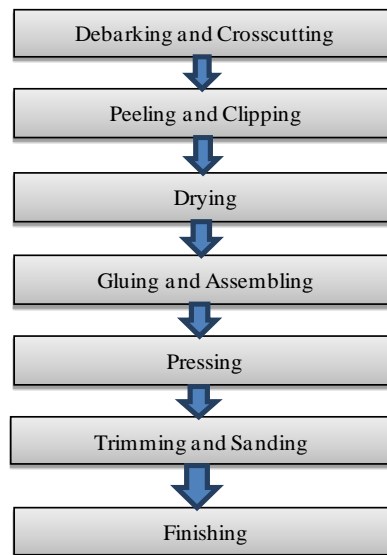 Debarking and Crosscutting
Peeling and Clipping
Drying
Gluing and Assembling
Pressing
Trimming and Sanding
Finishing